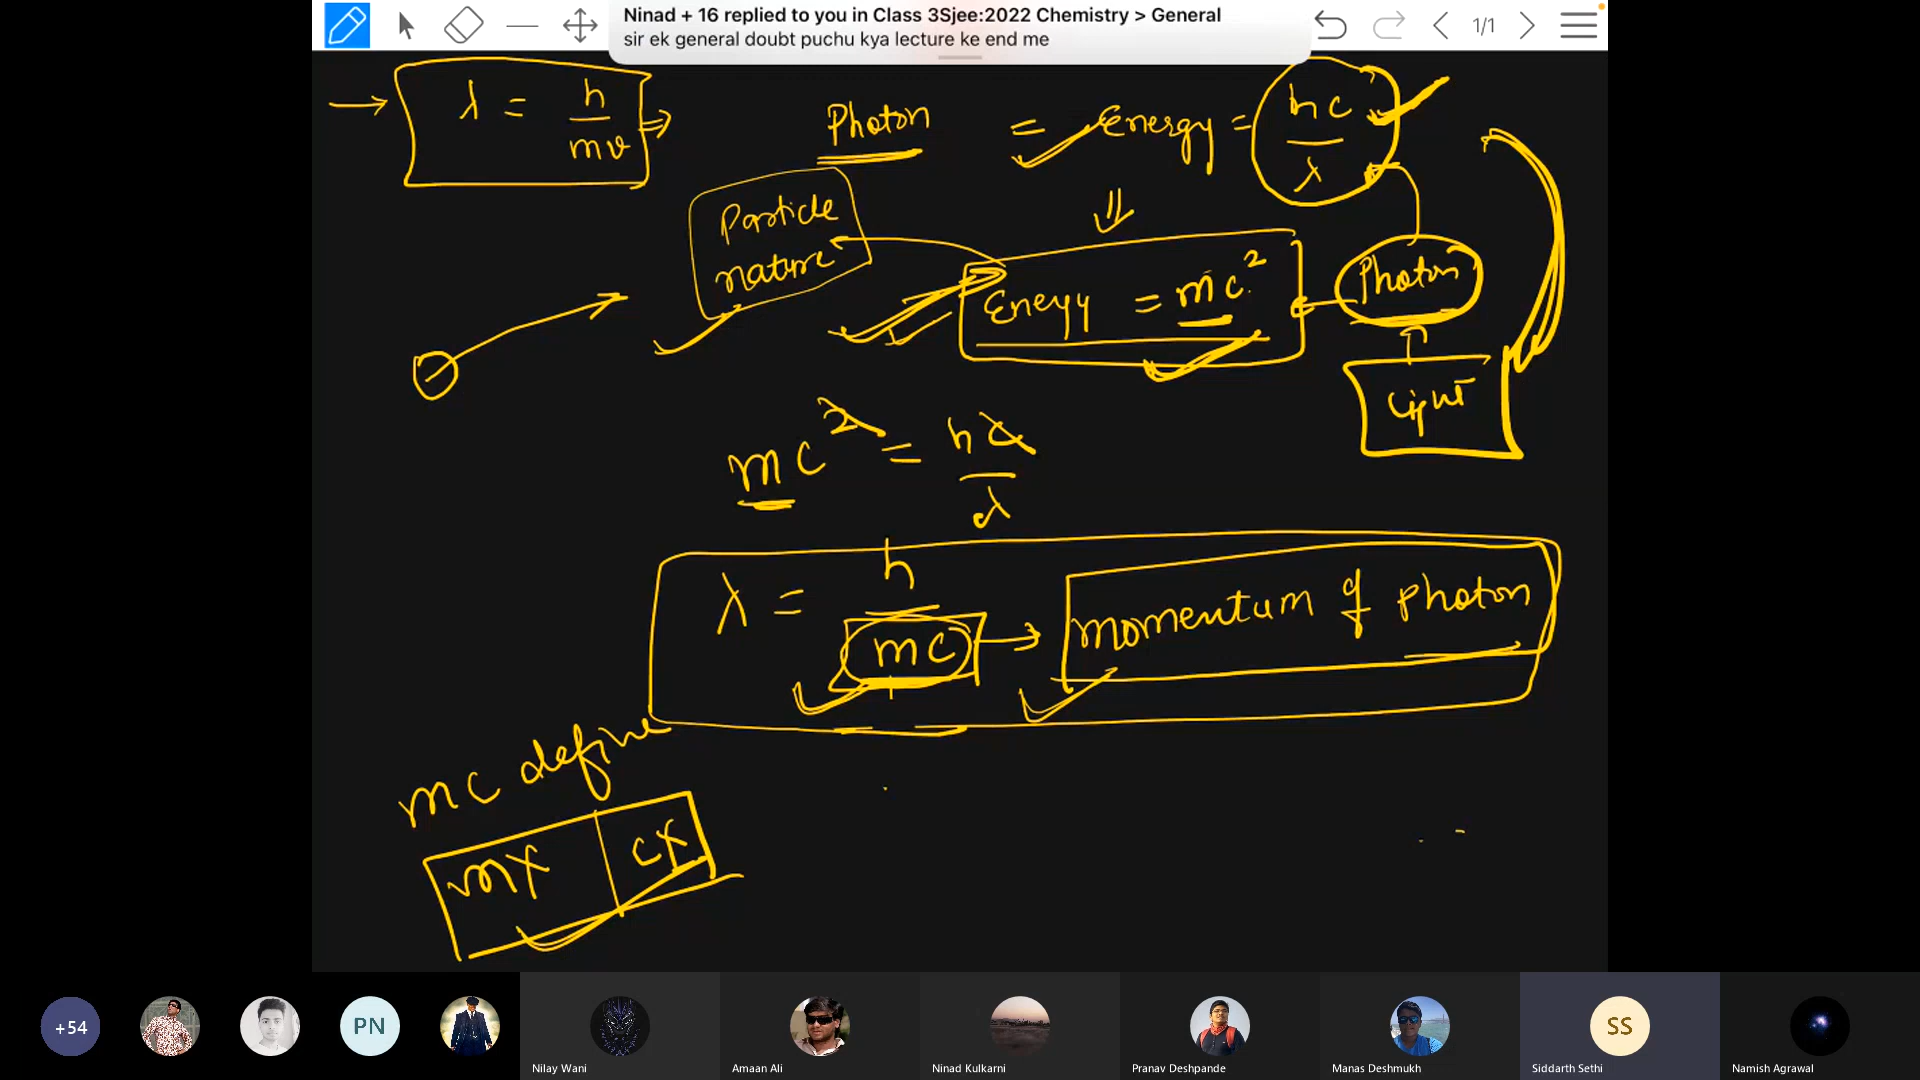 Ninad + 16 replied to you in Class 3Sjee:2022 Chemistry > General
sir ek general doubt puchu kya lecture ke end me
1/1
λ = h/mv
Photon = Energy = hc/λ
Particle nature
Energy = mc²
Photon
Light
mc² = hc/λ
λ = h/mc → momentum of photon
mc define
m× c×
+54
PN
SS
Nilay Wani
Amaan Ali
Ninad Kulkarni
Pranav Deshpande
Manas Deshmukh
Siddarth Sethi
Namish Agrawal